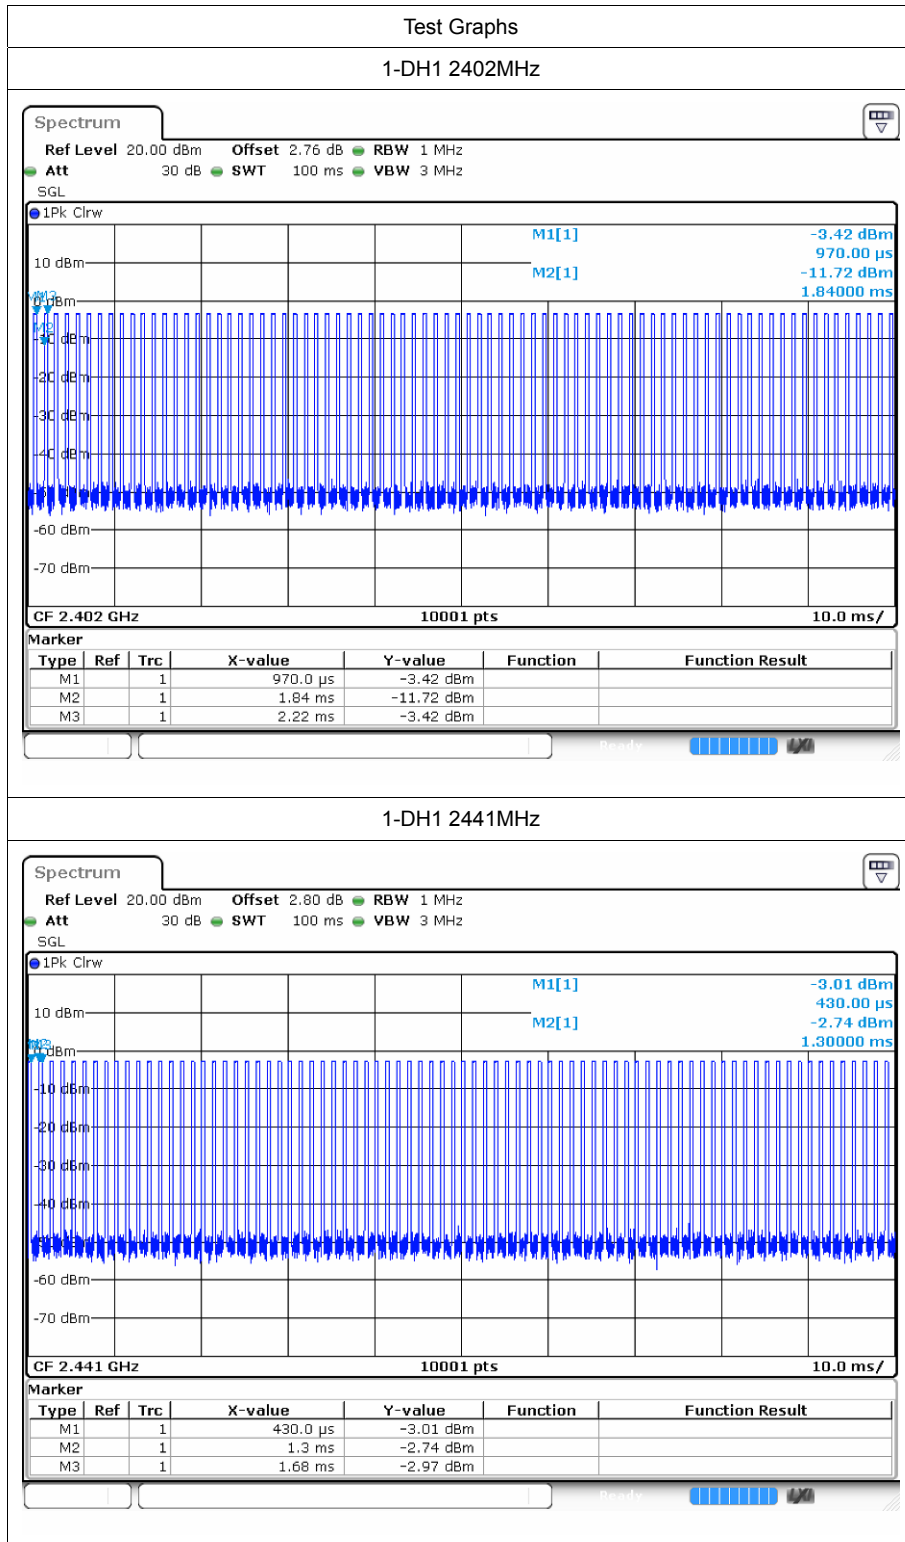 Test Graphs
1-DH1 2402MHz
Spectrum
Ref Level 20.00 dBm Offset 2.76 dB RBW 1 MHz
Att 30 dB SWT 100 ms VBW 3 MHz
SGL
1Pk Clrw
M1[1] -3.42 dBm
970.00 µs
10 dBm
M2[1] -11.72 dBm
1.84000 ms
0 dBm
M2
-20 dBm
-30 dBm
-40 dBm
-60 dBm
-70 dBm
CF 2.402 GHz 10001 pts 10.0 ms/
Marker
Type Ref Trc X-value Y-value Function Function Result
M1 1 970.0 µs -3.42 dBm
M2 1 1.84 ms -11.72 dBm
M3 1 2.22 ms -3.42 dBm
Ready
1-DH1 2441MHz
Spectrum
Ref Level 20.00 dBm Offset 2.80 dB RBW 1 MHz
Att 30 dB SWT 100 ms VBW 3 MHz
SGL
1Pk Clrw
M1[1] -3.01 dBm
430.00 µs
10 dBm
M2[1] -2.74 dBm
1.30000 ms
-10 dBm
-20 dBm
-30 dBm
-40 dBm
-60 dBm
-70 dBm
CF 2.441 GHz 10001 pts 10.0 ms/
Marker
Type Ref Trc X-value Y-value Function Function Result
M1 1 430.0 µs -3.01 dBm
M2 1 1.3 ms -2.74 dBm
M3 1 1.68 ms -2.97 dBm
Ready